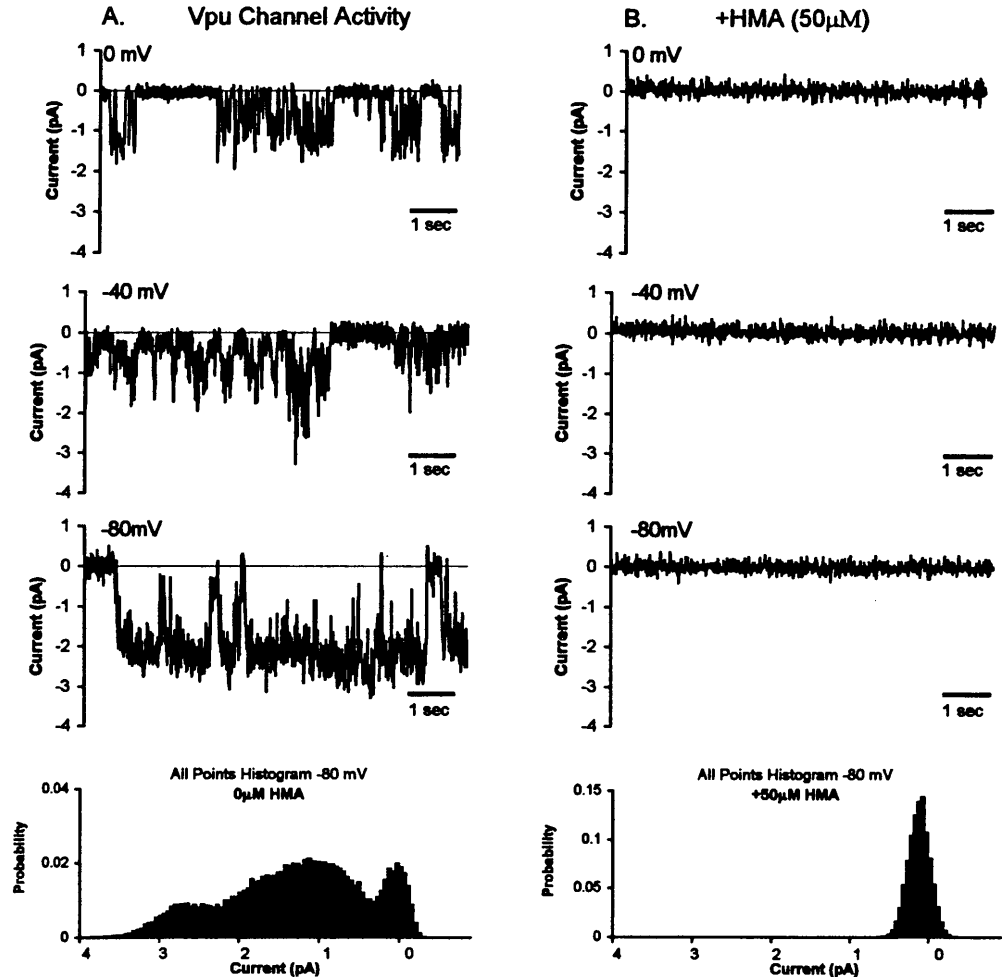 A. Vpu Channel Activity
0 mV
1
0
-1
-2
-3
-4
Current (pA)
1 sec
-40 mV
1
0
-1
-2
-3
-4
Current (pA)
1 sec
-80mV
1
0
-1
-2
-3
-4
Current (pA)
1 sec
All Points Histogram -80 mV
0μM HMA
0.04
0.02
0
Probability
4 3 2 1 0
Current (pA)
B. +HMA (50μM)
0 mV
1
0
-1
-2
-3
-4
Current (pA)
1 sec
-40 mV
1
0
-1
-2
-3
-4
Current (pA)
1 sec
-80mV
1
0
-1
-2
-3
-4
Current (pA)
1 sec
All Points Histogram -80 mV
+50μM HMA
0.15
0.1
0.05
0
Probability
4 3 2 1 0
Current (pA)